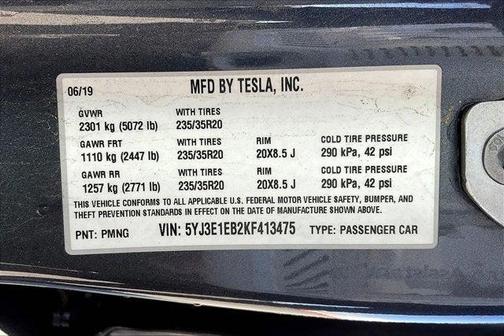 06/19 MFD BY TESLA, INC.
GVWR WITH TIRES
2301 kg (5072 lb) 235/35R20
GAWR FRT WITH TIRES RIM COLD TIRE PRESSURE
1110 kg (2447 lb) 235/35R20 20X8.5 J 290 kPa, 42 psi
GAWR RR WITH TIRES RIM COLD TIRE PRESSURE
1257 kg (2771 lb) 235/35R20 20X8.5 J 290 kPa, 42 psi
THIS VEHICLE CONFORMS TO ALL APPLICABLE U.S. FEDERAL MOTOR VEHICLE SAFETY, BUMPER, AND
THEFT PREVENTION STANDARDS IN EFFECT ON THE DATE OF MANUFACTURE SHOWN ABOVE.
PNT: PMNG VIN: 5YJ3E1EB2KF413475 TYPE: PASSENGER CAR